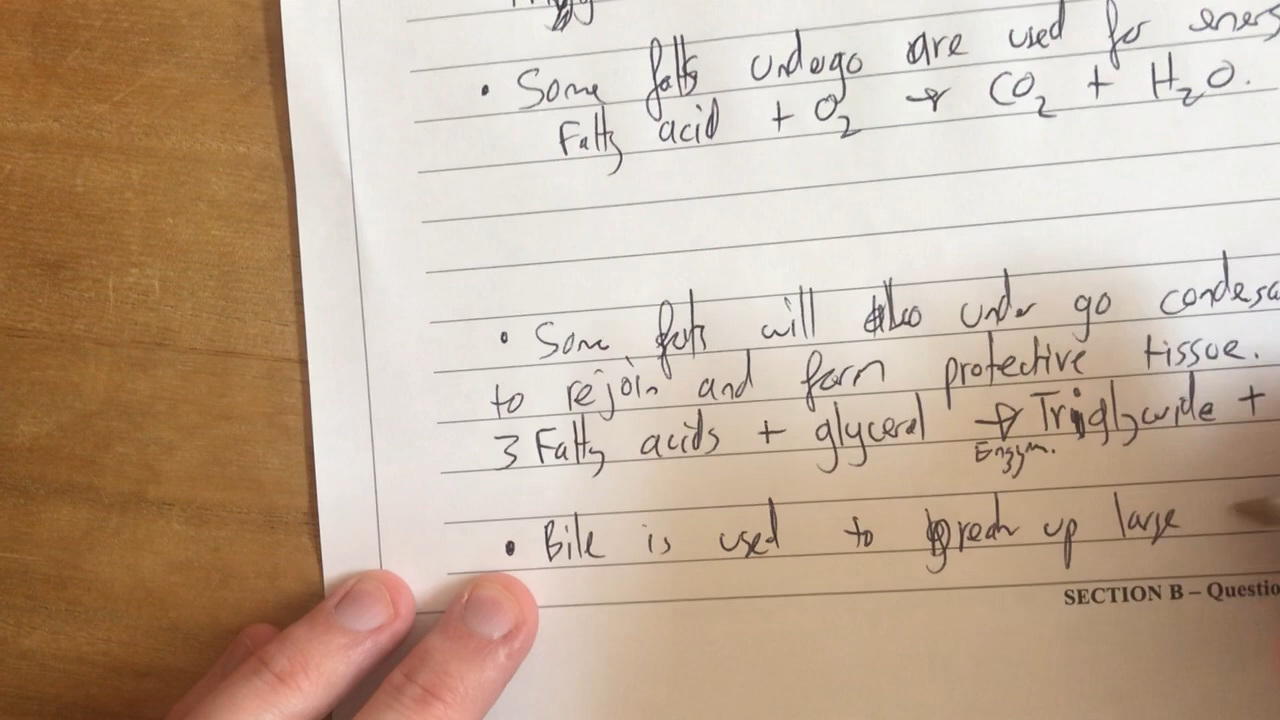 • Some fatts undergo are used for energ
Fatty acid + O2 → CO2 + H2O.
• Some fats will also under go condesa
to rejoin and form protective tissue.
3 Fatty acids + glycerol → Triglyceride +
Enzym.
• Bile is used to break up large
SECTION B – Questio